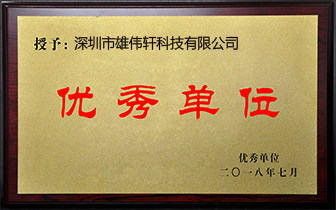 授予：深圳市雄伟轩科技有限公司
优秀单位
优秀单位
二〇一八年七月